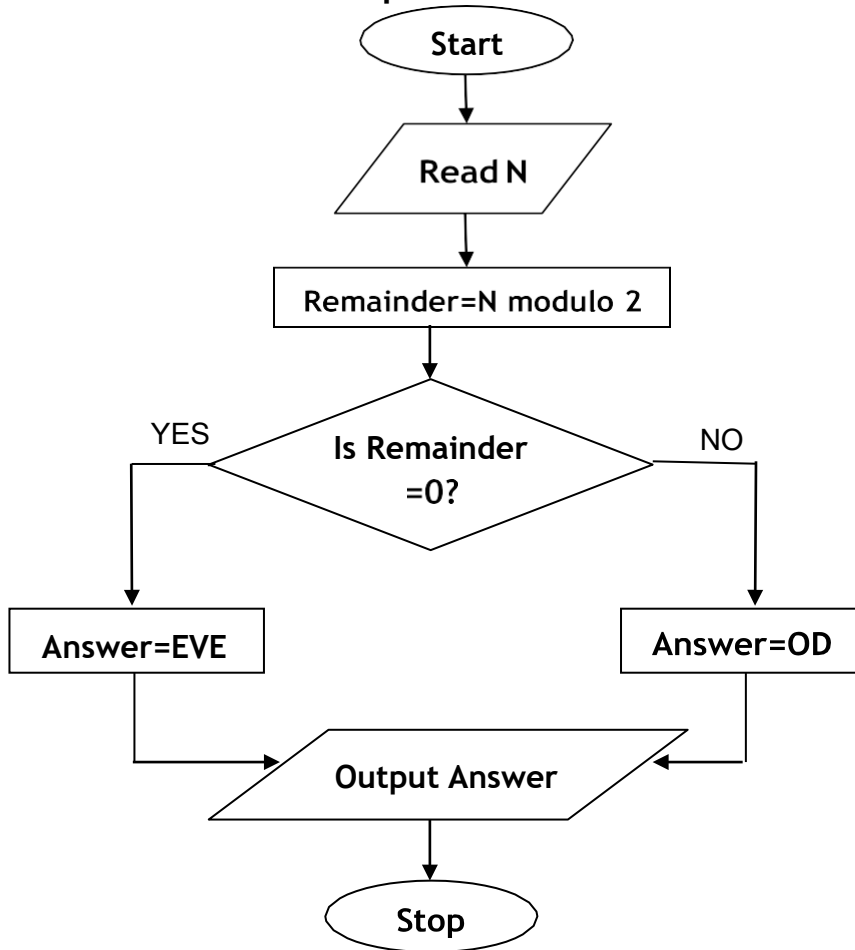 Start
Read N
Remainder=N modulo 2
YES
Is Remainder
=0?
NO
Answer=EVE
Answer=OD
Output Answer
Stop